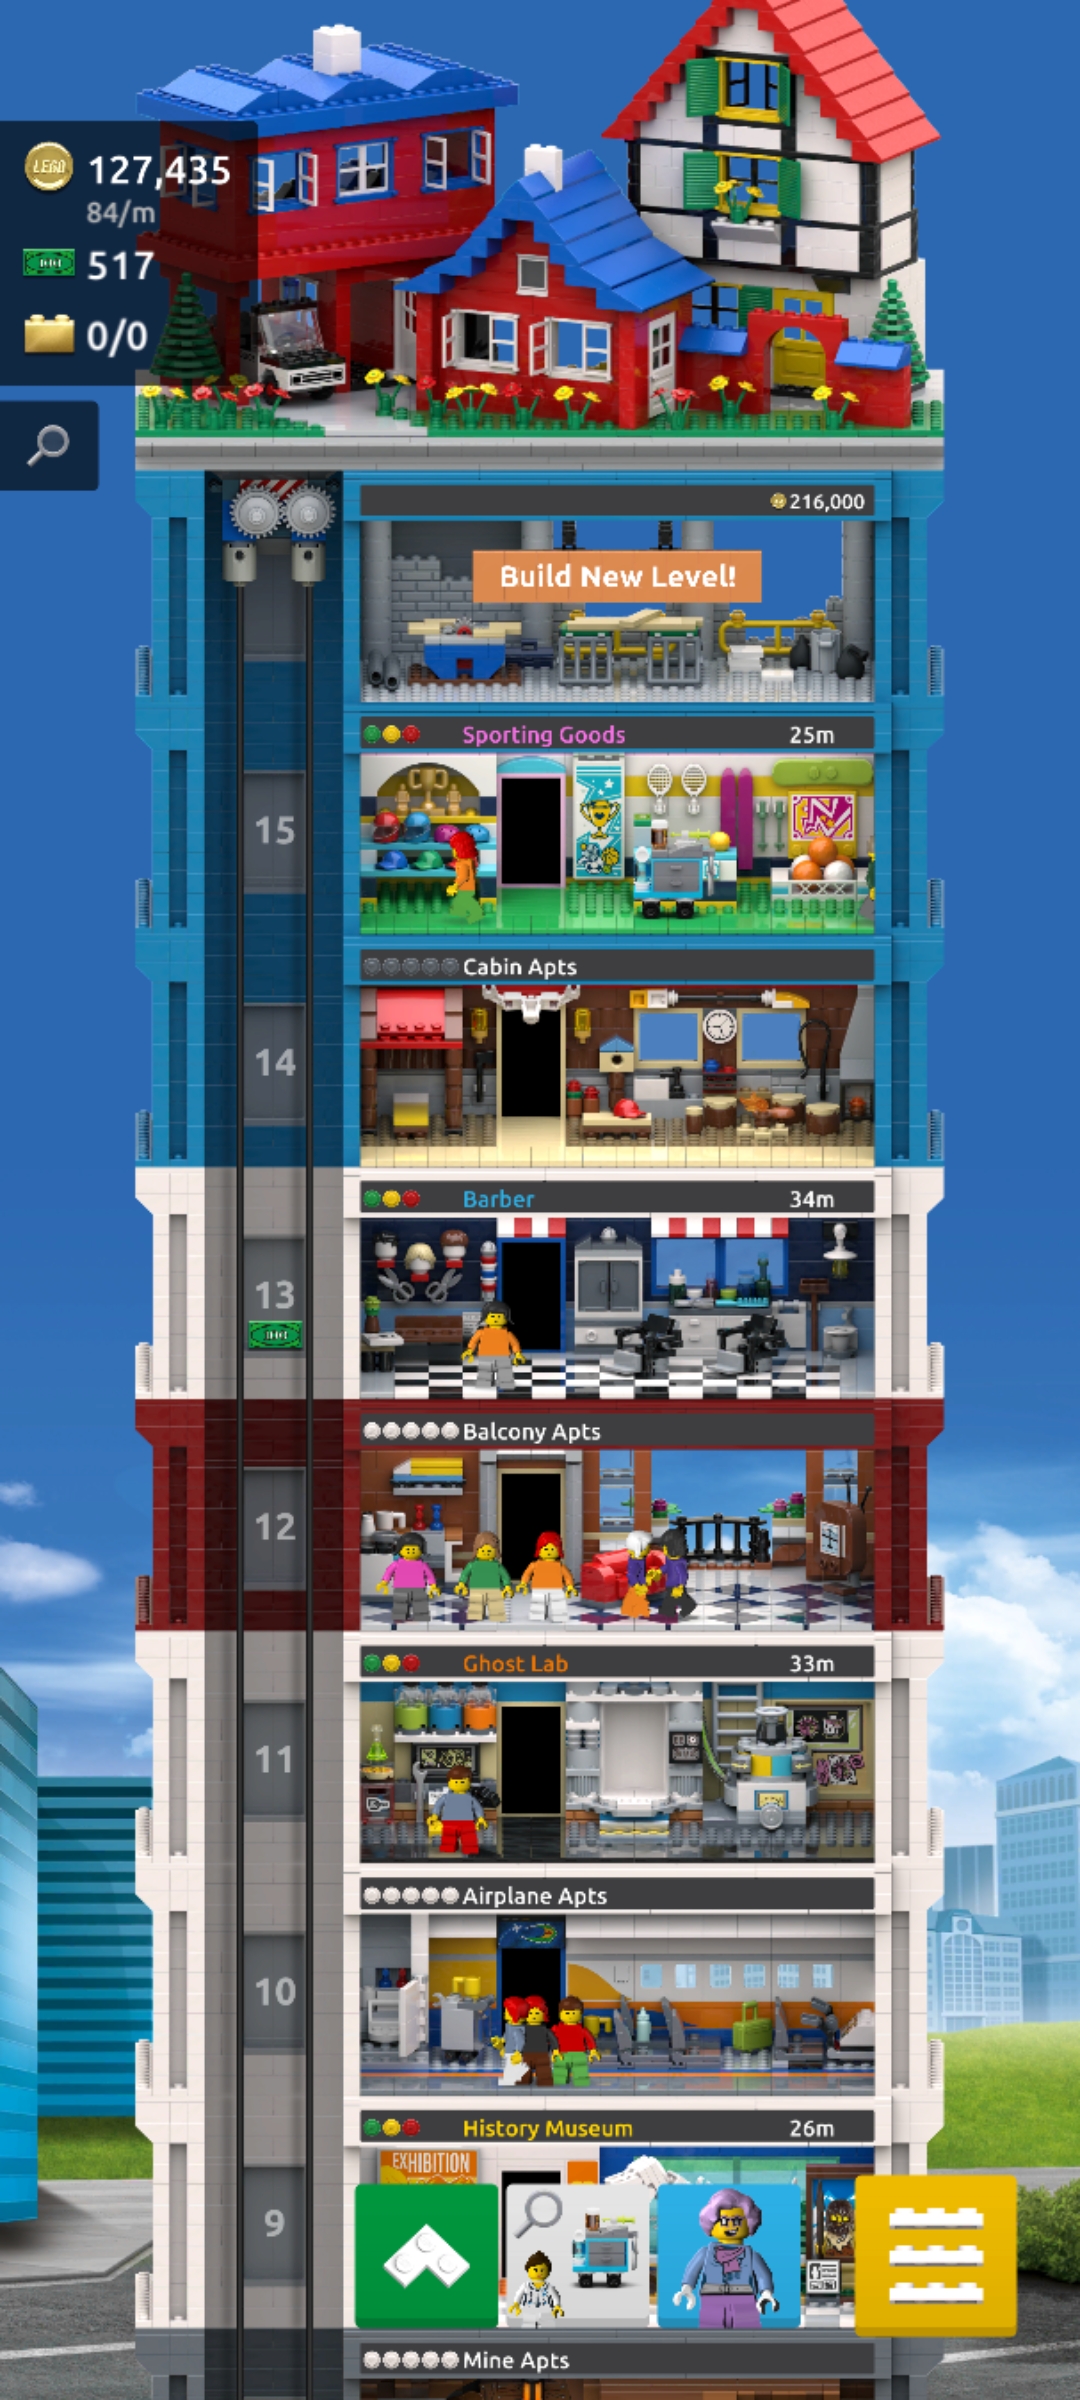 LEGO 127,435
84/m
517
0/0
216,000
Build New Level!
Sporting Goods 25m
15
Cabin Apts
14
Barber 34m
13
Balcony Apts
12
Ghost Lab 33m
11
Airplane Apts
10
History Museum 26m
EXHIBITION
9
Mine Apts